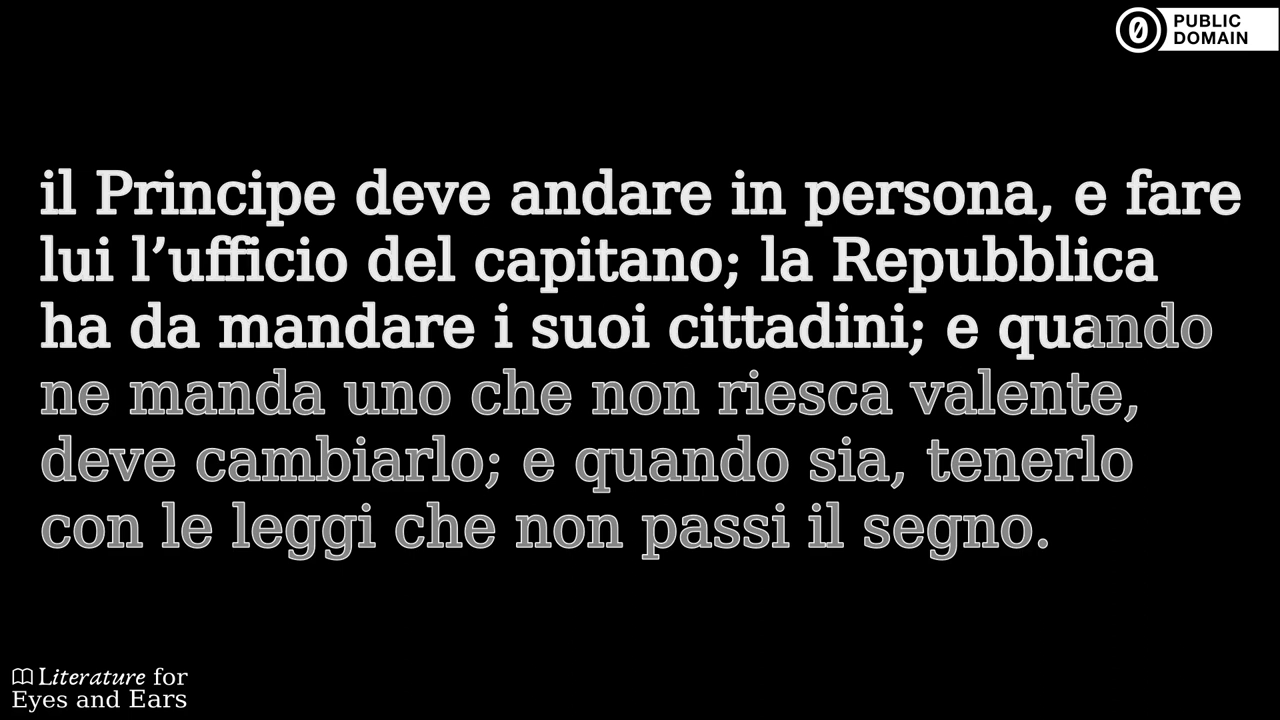 PUBLIC
DOMAIN
il Principe deve andare in persona, e fare
lui l’ufficio del capitano; la Repubblica
ha da mandare i suoi cittadini; e quando
ne manda uno che non riesca valente,
deve cambiarlo; e quando sia, tenerlo
con le leggi che non passi il segno.
Literature for
Eyes and Ears